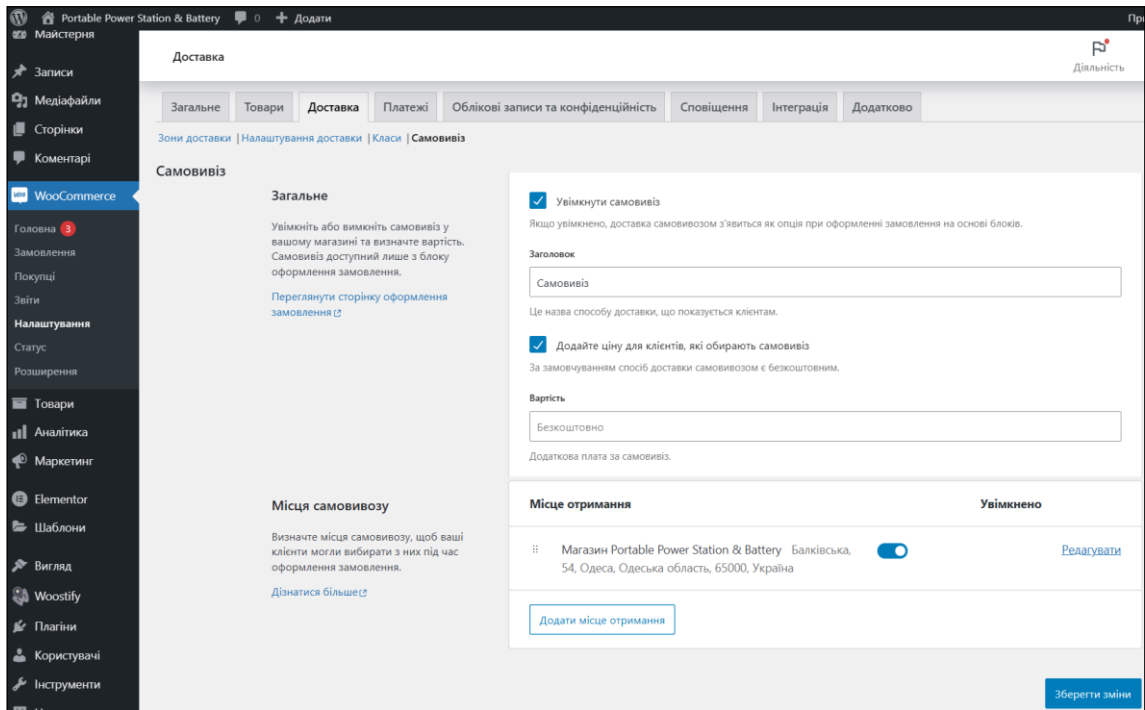 Portable Power Station & Battery 0 Додати
Майстерня
Записи
Медіафайли
Сторінки
Коментарі
WooCommerce
Головна 3
Замовлення
Покупці
Звіти
Налаштування
Статус
Розширення
Товари
Аналітика
Маркетинг
Elementor
Шаблони
Вигляд
Woostify
Плагіни
Користувачі
Інструменти
Доставка
Діяльність
Загальне Товари Доставка Платежі Облікові записи та конфіденційність Сповіщення Інтеграція Додатково
Зони доставки | Налаштування доставки | Класи | Самовивіз
Самовивіз
Загальне
Увімкніть або вимкніть самовивіз у
вашому магазині та визначте вартість.
Самовивіз доступний лише з блоку
оформлення замовлення.
Переглянути сторінку оформлення
замовлення
Увімкнути самовивіз
Якщо увімкнено, доставка самовивозом з'явиться як опція при оформленні замовлення на основі блоків.
Заголовок
Самовивіз
Це назва способу доставки, що показується клієнтам.
Додайте ціну для клієнтів, які обирають самовивіз
За замовчуванням спосіб доставки самовивозом є безкоштовним.
Вартість
Безкоштовно
Додаткова плата за самовивіз.
Місця самовивозу
Визначте місця самовивозу, щоб ваші
клієнти могли вибирати з них під час
оформлення замовлення.
Дізнатися більше
Місце отримання Увімкнено
Магазин Portable Power Station & Battery Балківська,
54, Одеса, Одеська область, 65000, Україна
Редагувати
Додати місце отримання
Зберегти зміни